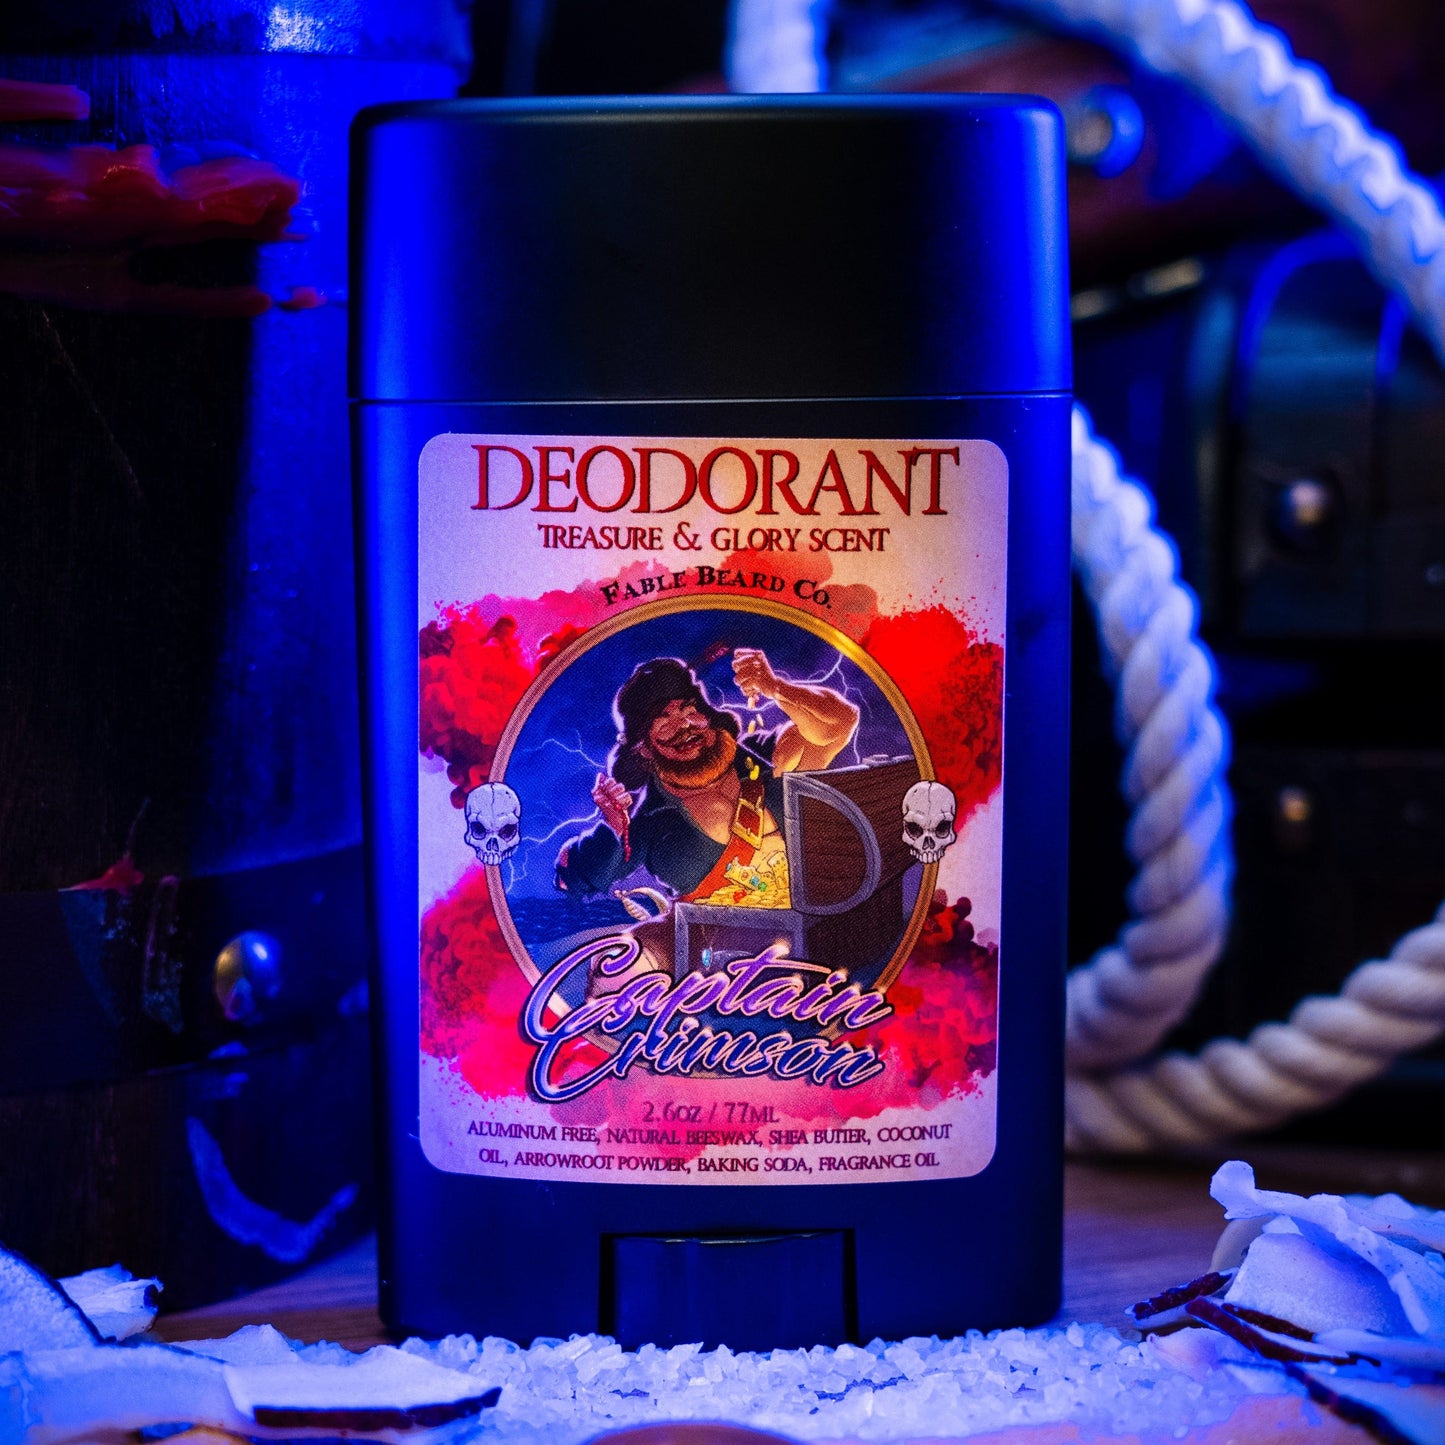 DEODORANT
TREASURE & GLORY SCENT
FABLE BEARD CO.
Captain
Crimson
2.6OZ / 77ML
ALUMINUM FREE, NATURAL BEESWAX, SHEA BUTTER, COCONUT
OIL, ARROWROOT POWDER, BAKING SODA, FRAGRANCE OIL